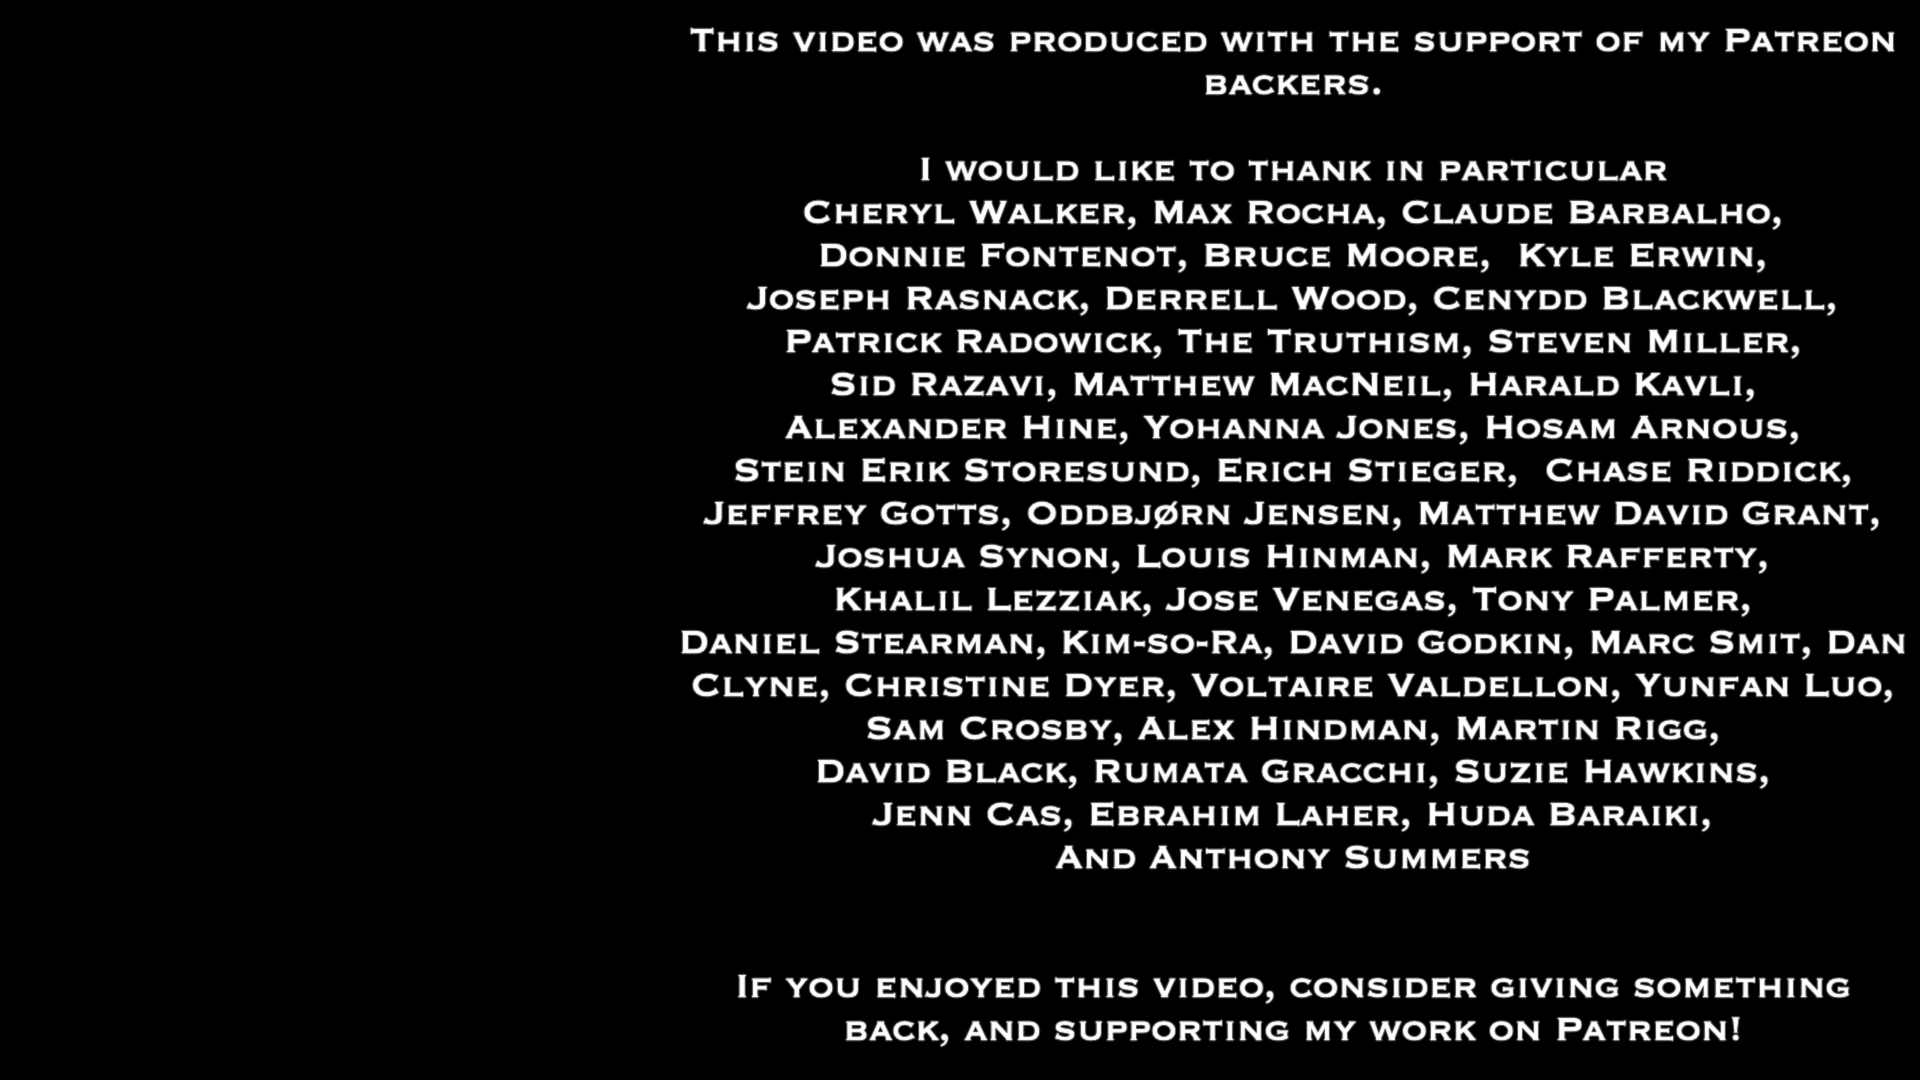 This video was produced with the support of my Patreon
backers.
I would like to thank in particular
Cheryl Walker, Max Rocha, Claude Barbalho,
Donnie Fontenot, Bruce Moore,  Kyle Erwin,
Joseph Rasnack, Derrell Wood, Cenydd Blackwell,
Patrick Radowick, The Truthism, Steven Miller,
Sid Razavi, Matthew MacNeil, Harald Kavli,
Alexander Hine, Yohanna Jones, Hosam Arnous,
Stein Erik Storesund, Erich Stieger,  Chase Riddick,
Jeffrey Gotts, Oddbjørn Jensen, Matthew David Grant,
Joshua Synon, Louis Hinman, Mark Rafferty,
Khalil Lezziak, Jose Venegas, Tony Palmer,
Daniel Stearman, Kim-so-Ra, David Godkin, Marc Smit, Dan
Clyne, Christine Dyer, Voltaire Valdellon, Yunfan Luo,
Sam Crosby, Alex Hindman, Martin Rigg,
David Black, Rumata Gracchi, Suzie Hawkins,
Jenn Cas, Ebrahim Laher, Huda Baraiki,
And Anthony Summers
If you enjoyed this video, consider giving something
back, and supporting my work on Patreon!